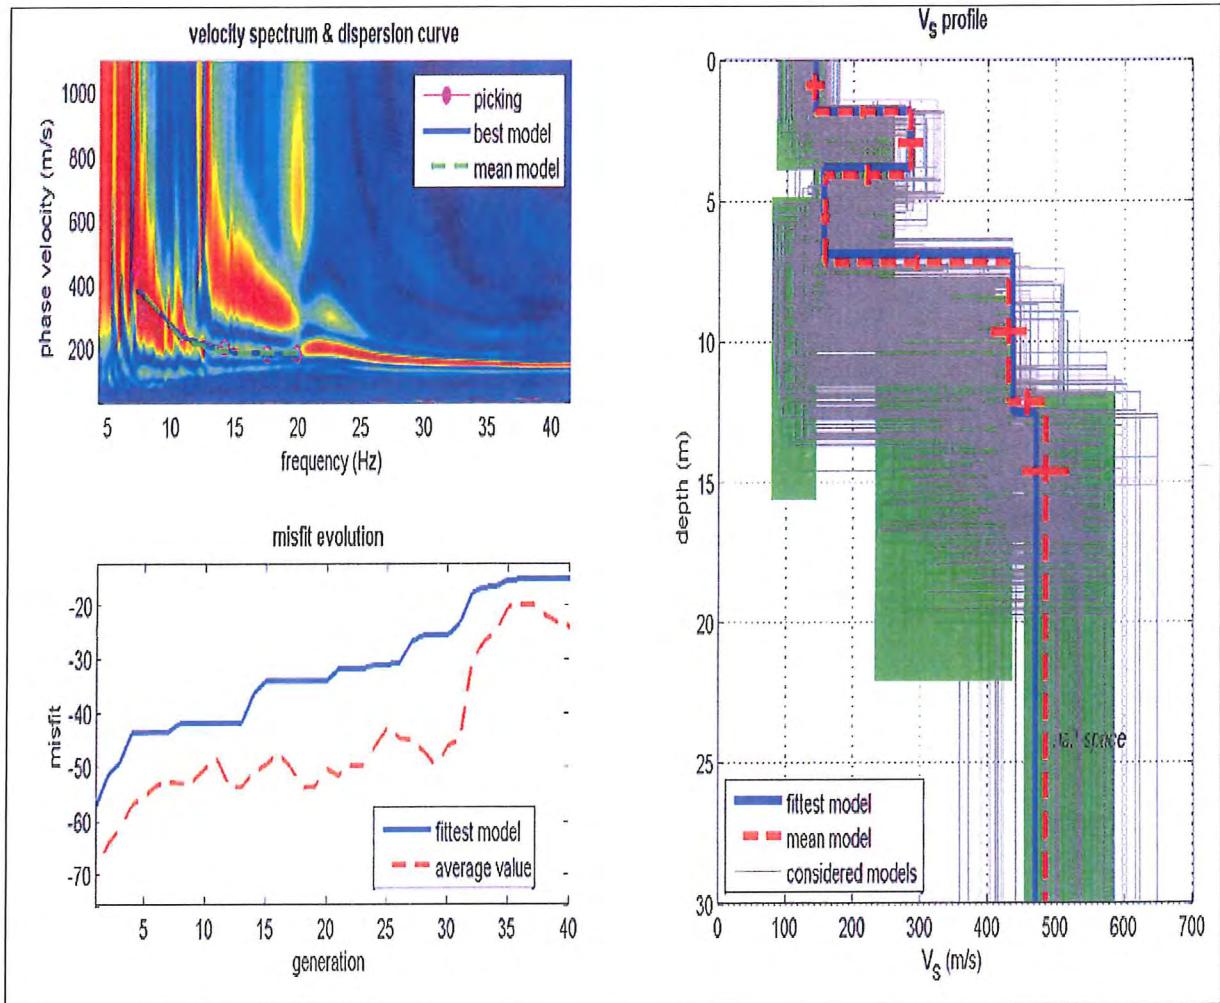 velocity spectrum & dispersion curve
phase velocity (m/s)
1000
800
600
400
200
picking
best model
mean model
5 10 15 20 25 30 35 40
frequency (Hz)
misfit evolution
misfit
-20
-30
-40
-50
-60
-70
fittest model
average value
5 10 15 20 25 30 35 40
generation
VS profile
depth (m)
0
5
10
15
20
25
30
half-space
fittest model
mean model
considered models
0 100 200 300 400 500 600 700
VS (m/s)